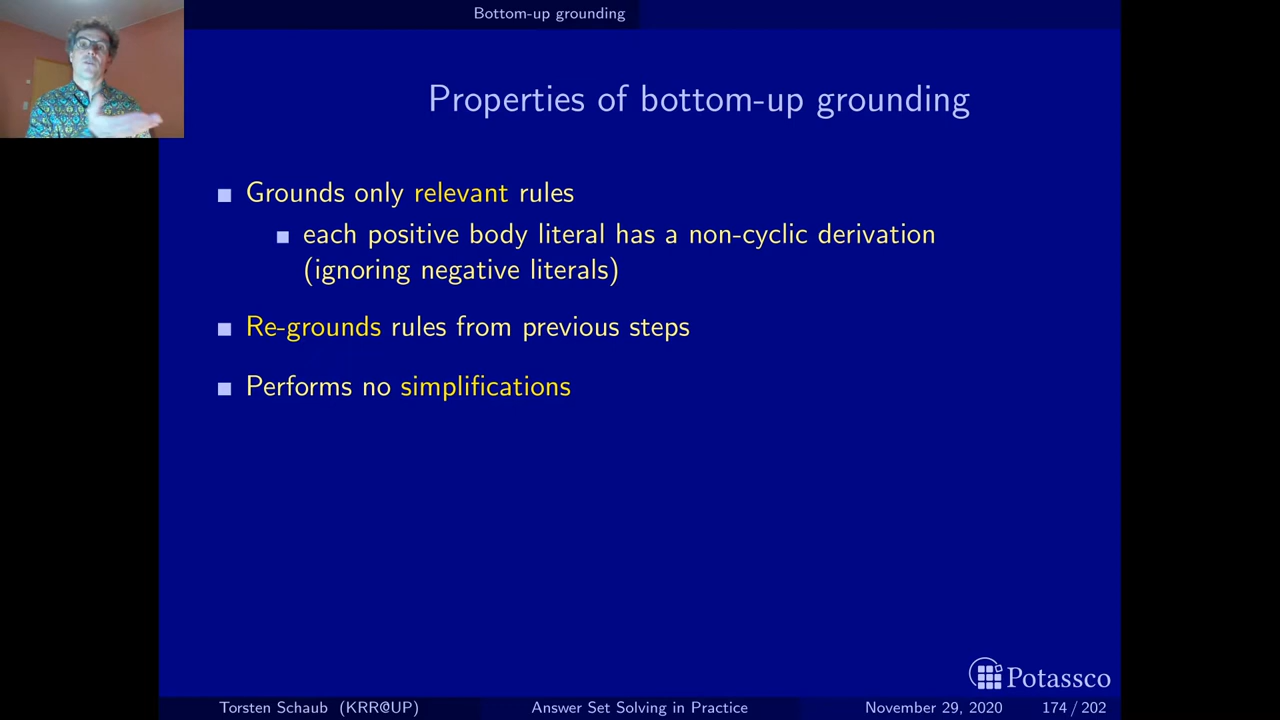 Bottom-up grounding
Properties of bottom-up grounding
Grounds only relevant rules
each positive body literal has a non-cyclic derivation
(ignoring negative literals)
Re-grounds rules from previous steps
Performs no simplifications
Potassco
Torsten Schaub (KRR@UP)
Answer Set Solving in Practice
November 29, 2020
174 / 202